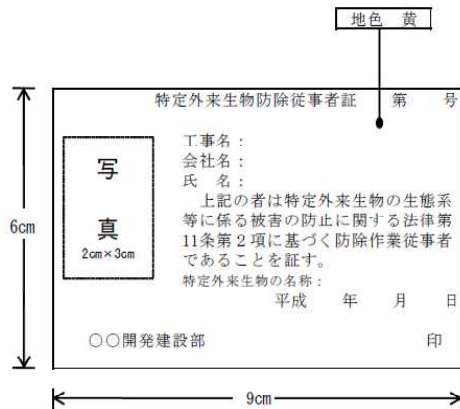 地色 黄
特定外来生物防除従事者証 第 号
工事名：
会社名：
氏 名：
上記の者は特定外来生物の生態系
等に係る被害の防止に関する法律第
11条第2項に基づく防除作業従事者
であることを証す。
特定外来生物の名称：
平成 年 月 日
○○開発建設部 印
写
真
2cm×3cm
6cm
9cm